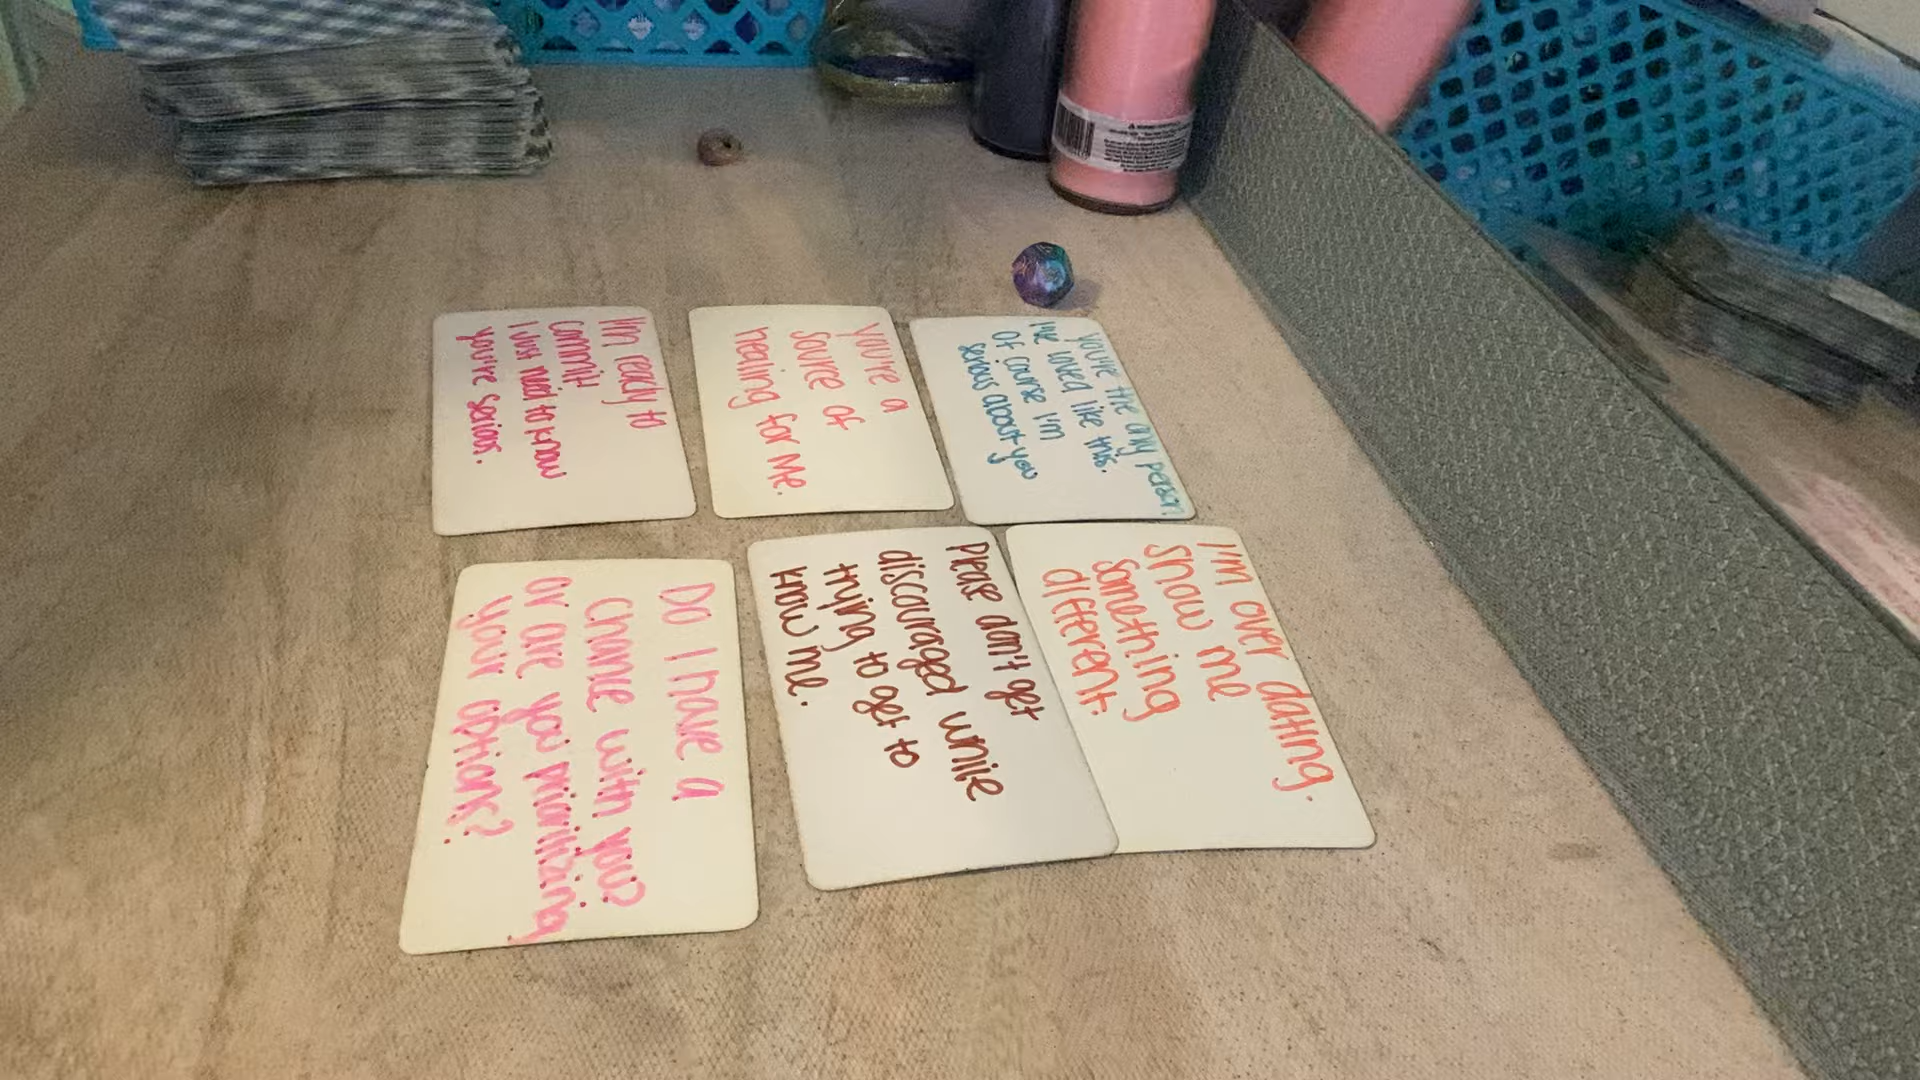 I'm ready to
commit
I just need to know
you're serious.
You're a
source of
healing for me.
you're the only person
I've loved like this.
Of course I'm
serious about you
Do I have a
chance with you?
or are you prioritizing
your options?
Please don't get
discouraged while
trying to get to
know me.
I'm over dating.
Show me
something
different.